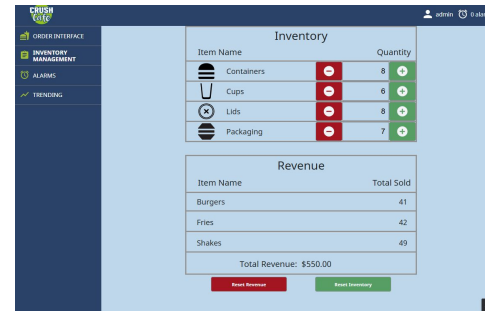 CRUSH
Cafe
admin 0 ala
ORDER INTERFACE
INVENTORY
MANAGEMENT
ALARMS
TRENDING
Inventory
Item Name Quantity
Containers 8
Cups 6
Lids 8
Packaging 7
Revenue
Item Name Total Sold
Burgers 41
Fries 42
Shakes 49
Total Revenue: $550.00
Reset Revenue Reset Inventory